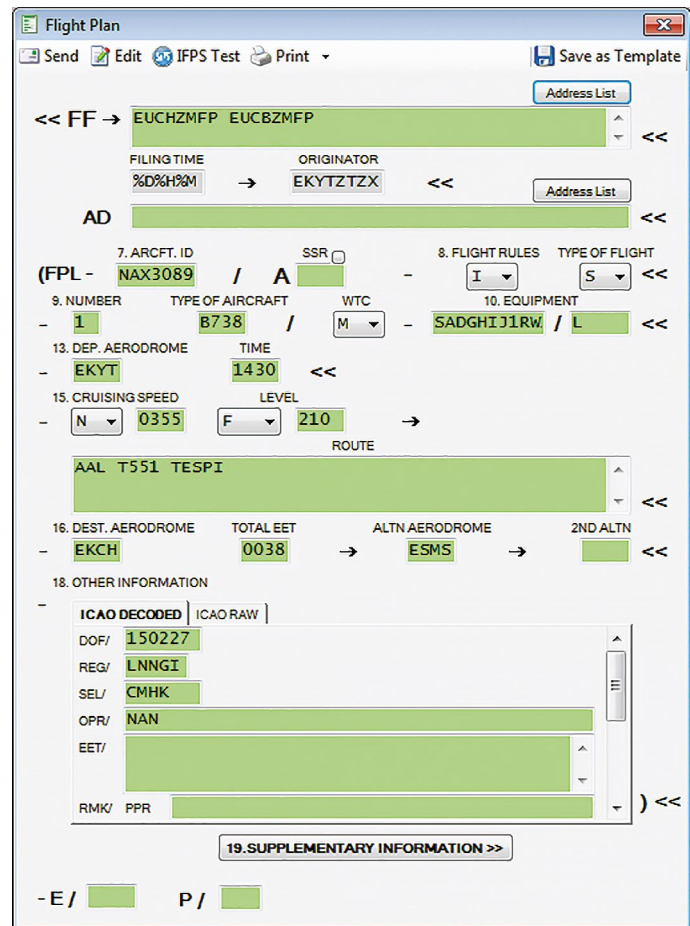 Flight Plan
Send Edit IFPS Test Print Save as Template
Address List
<< FF → EUCHZMFP EUCBZMFP <<
FILING TIME ORIGINATOR
%D%H%M → EKYTZTZX <<
Address List
AD <<
7. ARCFT. ID SSR 8. FLIGHT RULES TYPE OF FLIGHT
(FPL - NAX3089 / A - I S <<
9. NUMBER TYPE OF AIRCRAFT WTC 10. EQUIPMENT
- 1 B738 / M - SADGHIJ1RW / L <<
13. DEP. AERODROME TIME
- EKYT 1430 <<
15. CRUISING SPEED LEVEL
- N 0355 F 210 →
ROUTE
AAL T551 TESPI
<<
16. DEST. AERODROME TOTAL EET ALTN AERODROME 2ND ALTN
- EKCH 0038 → ESMS → <<
18. OTHER INFORMATION
-
ICAO DECODED ICAO RAW
DOF/ 150227
REG/ LNNGI
SEL/ CMHK
OPR/ NAN
EET/
RMK/ PPR ) <<
19.SUPPLEMENTARY INFORMATION >>
- E / P /